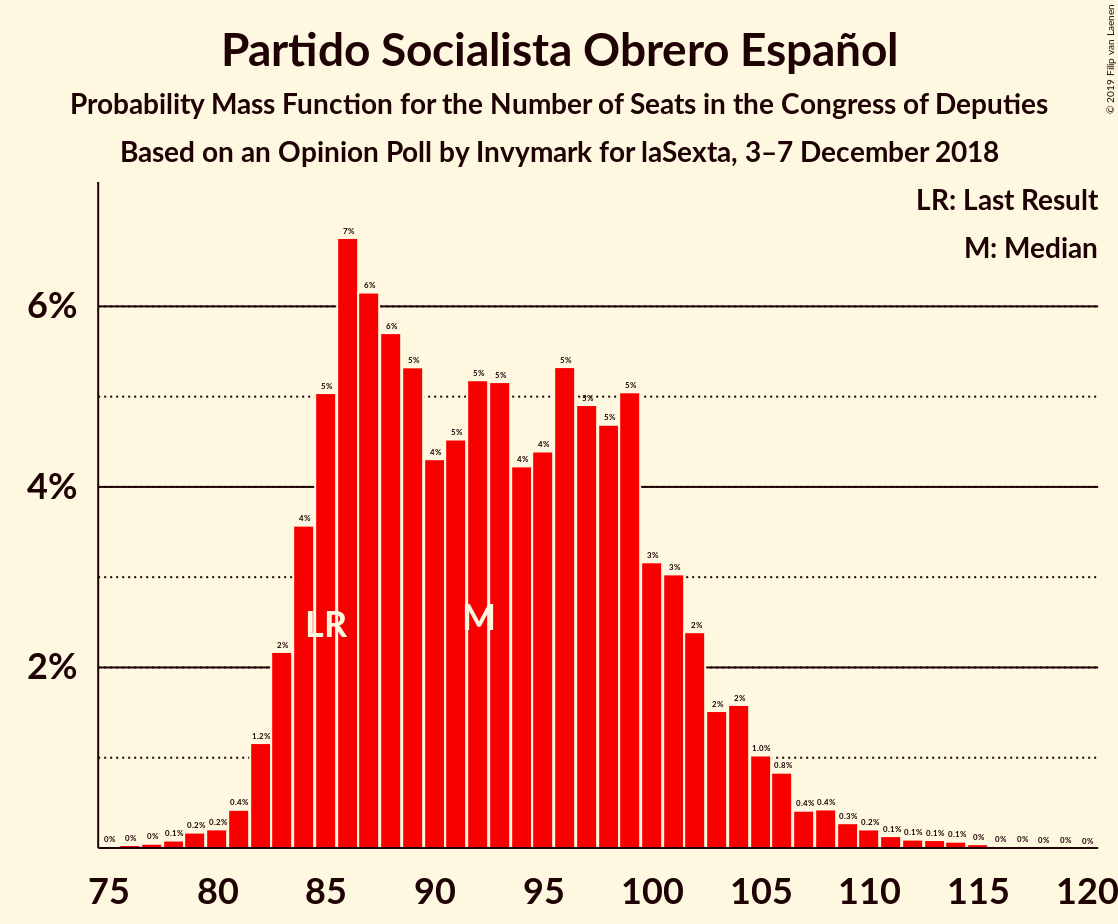 Partido Socialista Obrero Español
Probability Mass Function for the Number of Seats in the Congress of Deputies
Based on an Opinion Poll by Invymark for laSexta, 3–7 December 2018
© 2019 Filip van Laenen
LR: Last Result
M: Median
6%
4%
2%
0% 0% 0% 0.1% 0.2% 0.2% 0.4% 1.2% 2% 4% 5% 7% 6% 6% 5% 4% 5% 5% 5% 4% 4% 5% 5% 5% 5% 3% 3% 2% 2% 2% 1.0% 0.8% 0.4% 0.4% 0.3% 0.2% 0.1% 0.1% 0.1% 0.1% 0% 0% 0% 0% 0% 0%
LR M
75 80 85 90 95 100 105 110 115 120